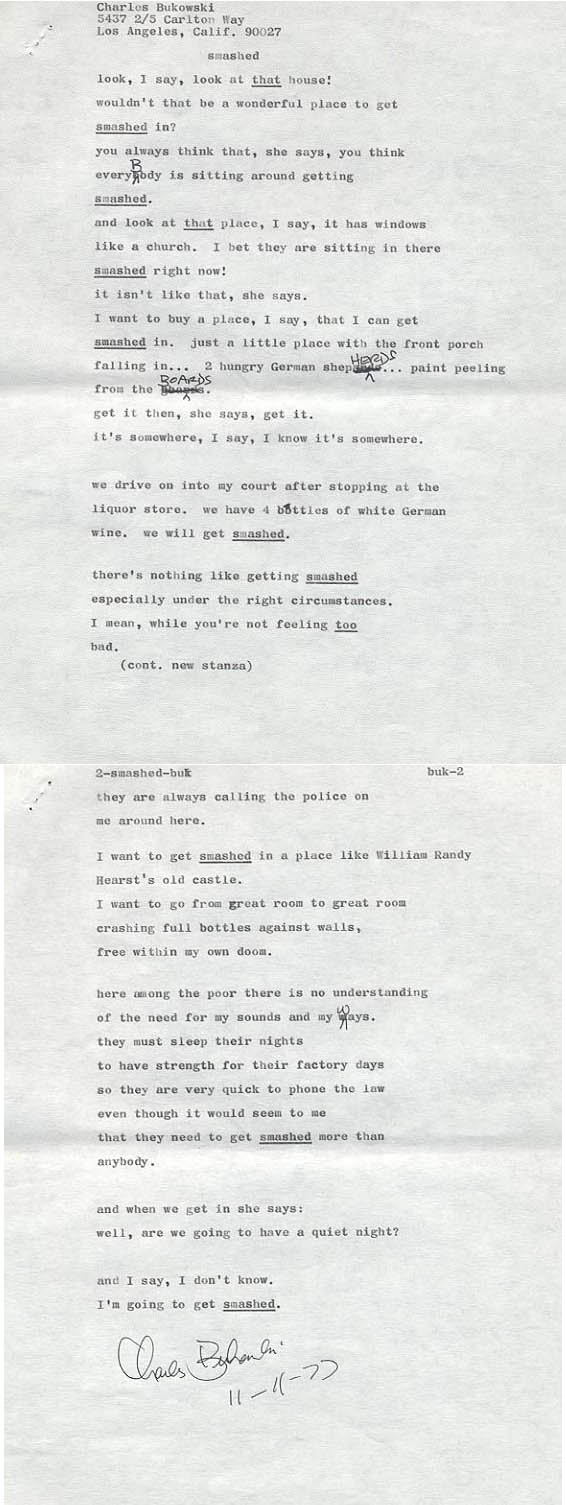 Charles Bukowski
5437 2/5 Carlton Way
Los Angeles, Calif. 90027
smashed
look, I say, look at that house!
wouldn't that be a wonderful place to get
smashed in?
you always think that, she says, you think
everyBody is sitting around getting
smashed.
and look at that place, I say, it has windows
like a church.  I bet they are sitting in there
smashed right now!
it isn't like that, she says.
I want to buy a place, I say, that I can get
smashed in.  just a little place with the front porch
falling in...  2 hungry German shepHERDS... paint peeling
from the BOARDS.
get it then, she says, get it.
it's somewhere, I say, I know it's somewhere.
we drive on into my court after stopping at the
liquor store.  we have 4 bottles of white German
wine.  we will get smashed.
there's nothing like getting smashed
especially under the right circumstances.
I mean, while you're not feeling too
bad.
(cont. new stanza)
2-smashed-buk buk-2
they are always calling the police on
me around here.
I want to get smashed in a place like William Randy
Hearst's old castle.
I want to go from great room to great room
crashing full bottles against walls,
free within my own doom.
here among the poor there is no understanding
of the need for my sounds and my Ways.
they must sleep their nights
to have strength for their factory days
so they are very quick to phone the law
even though it would seem to me
that they need to get smashed more than
anybody.
and when we get in she says:
well, are we going to have a quiet night?
and I say, I don't know.
I'm going to get smashed.
Charles Bukowski
11-11-77